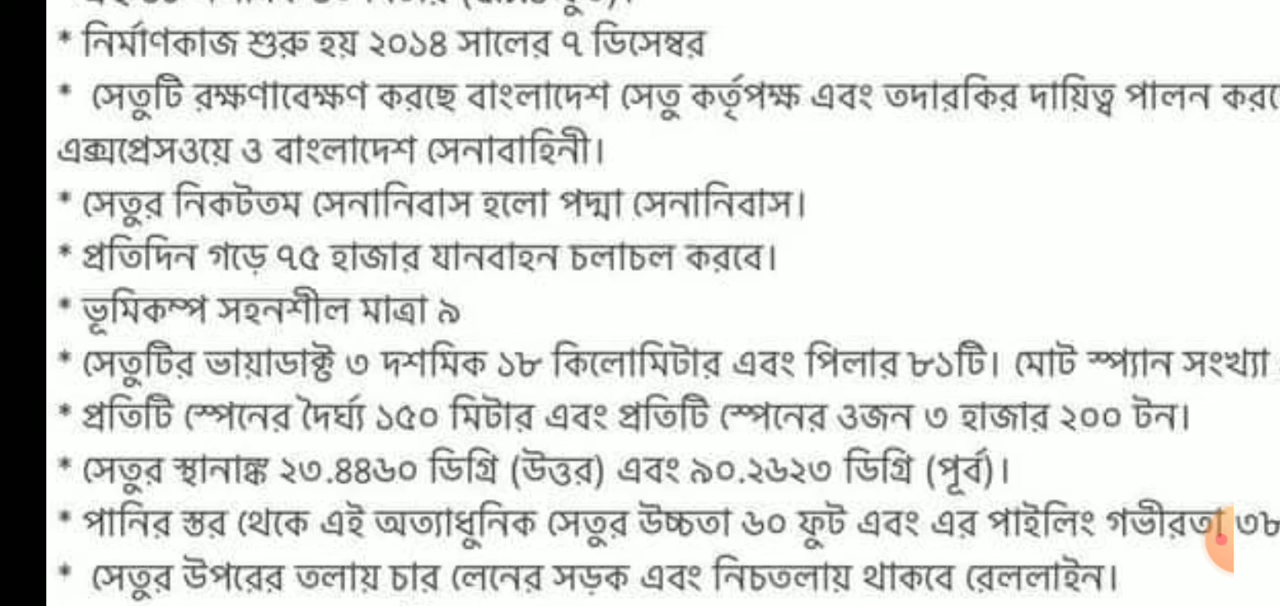 * নির্মাণকাজ শুরু হয় ২০১৪ সালের ৭ ডিসেম্বর
* সেতুটি রক্ষণাবেক্ষণ করছে বাংলাদেশ সেতু কর্তৃপক্ষ এবং তদারকির দায়িত্ব পালন
এক্সপ্রেসওয়ে ও বাংলাদেশ সেনাবাহিনী।
* সেতুর নিকটতম সেনানিবাস হলো পদ্মা সেনানিবাস।
* প্রতিদিন গড়ে ৭৫ হাজার যানবাহন চলাচল করবে।
* ভূমিকম্প সহনশীল মাত্রা ৯
* সেতুটির ভায়াডাক্ট ৩ দশমিক ১৮ কিলোমিটার এবং পিলার ৮১টি। মোট স্প্যান সংখ্যা
* প্রতিটি স্পেনের দৈর্ঘ্য ১৫০ মিটার এবং প্রতিটি স্পেনের ওজন ৩ হাজার ২০০ টন।
* সেতুর স্থানাঙ্ক ২৩.৪৪৬০ ডিগ্রি (উত্তর) এবং ৯০.২৬২৩ ডিগ্রি (পূর্ব)।
* পানির স্তর থেকে এই অত্যাধুনিক সেতুর উচ্চতা ৬০ ফুট এবং এর পাইলিং গভীরতা ৩৮
* সেতুর উপরের তলায় চার লেনের সড়ক এবং নিচতলায় থাকবে রেললাইন।